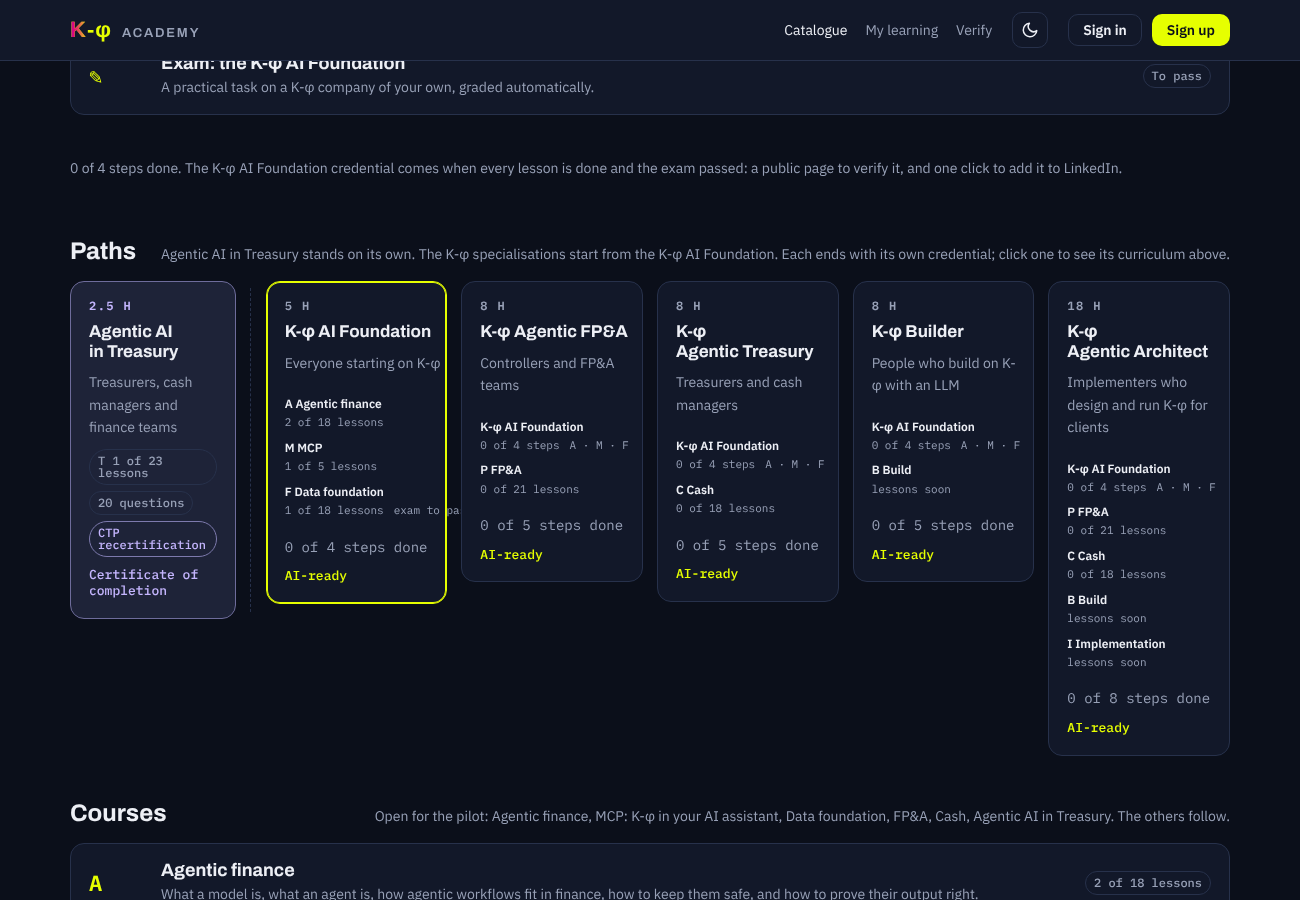 K-φ ACADEMY
Catalogue My learning Verify Sign in Sign up
✎ Exam: the K-φ AI Foundation
A practical task on a K-φ company of your own, graded automatically.
To pass
0 of 4 steps done. The K-φ AI Foundation credential comes when every lesson is done and the exam passed: a public page to verify it, and one click to add it to LinkedIn.
Paths
Agentic AI in Treasury stands on its own. The K-φ specialisations start from the K-φ AI Foundation. Each ends with its own credential; click one to see its curriculum above.
2.5 H
Agentic AI
in Treasury
Treasurers, cash
managers and
finance teams
T 1 of 23
lessons
20 questions
CTP
recertification
Certificate of
completion
5 H
K-φ AI Foundation
Everyone starting on K-φ
A Agentic finance
2 of 18 lessons
M MCP
1 of 5 lessons
F Data foundation
1 of 18 lessons exam to pa
0 of 4 steps done
AI-ready
8 H
K-φ Agentic FP&A
Controllers and FP&A
teams
K-φ AI Foundation
0 of 4 steps A · M · F
P FP&A
0 of 21 lessons
0 of 5 steps done
AI-ready
8 H
K-φ
Agentic Treasury
Treasurers and cash
managers
K-φ AI Foundation
0 of 4 steps A · M · F
C Cash
0 of 18 lessons
0 of 5 steps done
AI-ready
8 H
K-φ Builder
People who build on K-
φ with an LLM
K-φ AI Foundation
0 of 4 steps A · M · F
B Build
lessons soon
0 of 5 steps done
AI-ready
18 H
K-φ
Agentic Architect
Implementers who
design and run K-φ for
clients
K-φ AI Foundation
0 of 4 steps A · M · F
P FP&A
0 of 21 lessons
C Cash
0 of 18 lessons
B Build
lessons soon
I Implementation
lessons soon
0 of 8 steps done
AI-ready
Courses
Open for the pilot: Agentic finance, MCP: K-φ in your AI assistant, Data foundation, FP&A, Cash, Agentic AI in Treasury. The others follow.
A
Agentic finance
What a model is, what an agent is, how agentic workflows fit in finance, how to keep them safe, and how to prove their output right.
2 of 18 lessons